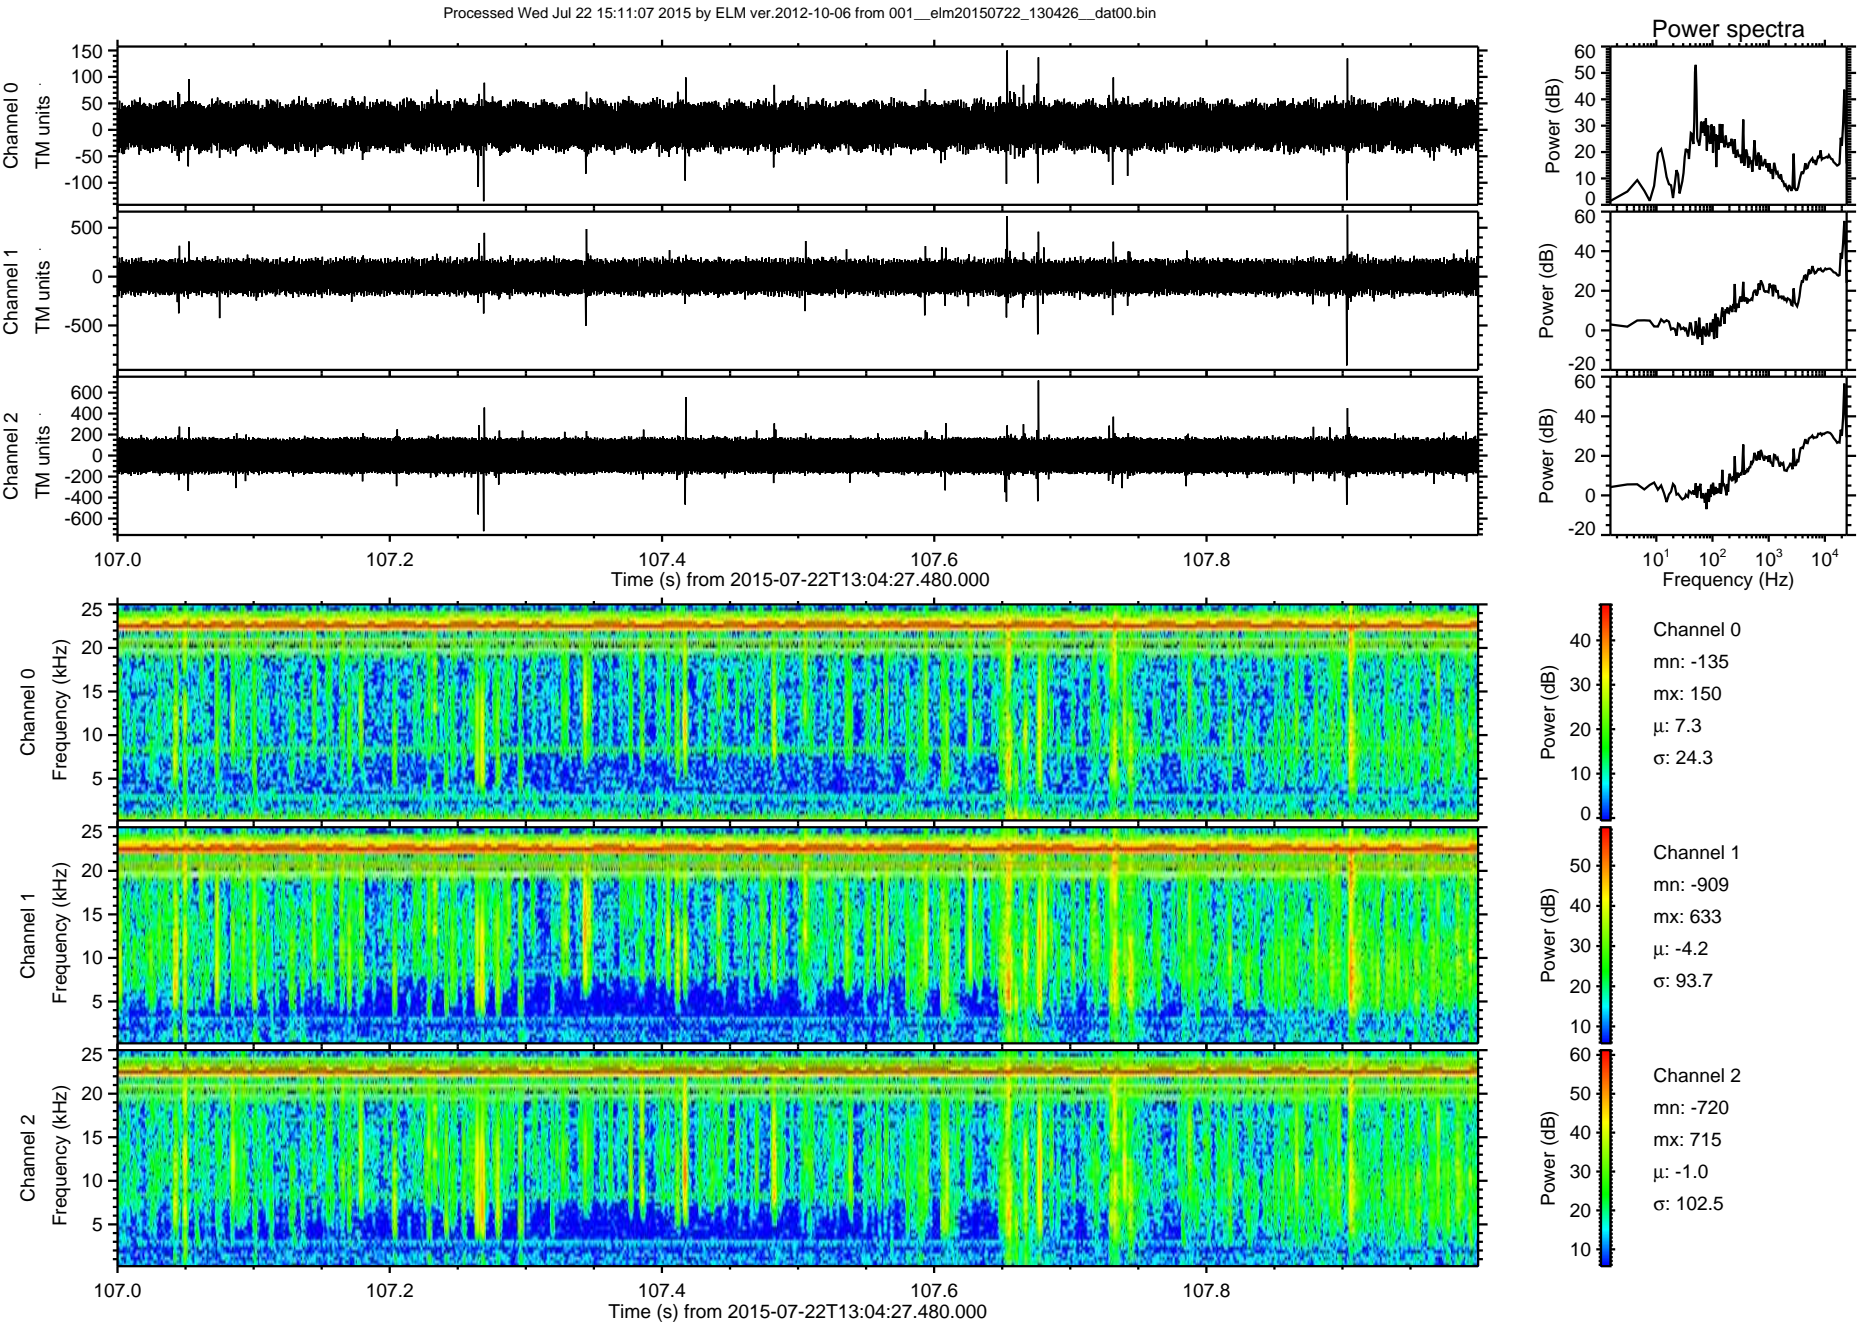 Processed Wed Jul 22 15:11:07 2015 by ELM ver.2012-10-06 from 001__elm20150722_130426__dat00.bin
Power spectra
Channel 0
TM units
150
100
50
0
-50
-100
Power (dB)
60
50
40
30
20
10
0
Channel 1
TM units
500
0
-500
Power (dB)
60
40
20
0
-20
Channel 2
TM units
600
400
200
0
-200
-400
-600
Power (dB)
60
40
20
0
-20
107.0 107.2 107.4 107.6 107.8
Time (s) from 2015-07-22T13:04:27.480.000
10¹ 10² 10³ 10⁴
Frequency (Hz)
Channel 0
Frequency (kHz)
25
20
15
10
5
Power (dB)
40
30
20
10
0
Channel 0
mn: -135
mx: 150
μ: 7.3
σ: 24.3
Channel 1
Frequency (kHz)
25
20
15
10
5
Power (dB)
50
40
30
20
10
Channel 1
mn: -909
mx: 633
μ: -4.2
σ: 93.7
Channel 2
Frequency (kHz)
25
20
15
10
5
Power (dB)
60
50
40
30
20
10
Channel 2
mn: -720
mx: 715
μ: -1.0
σ: 102.5
107.0 107.2 107.4 107.6 107.8
Time (s) from 2015-07-22T13:04:27.480.000